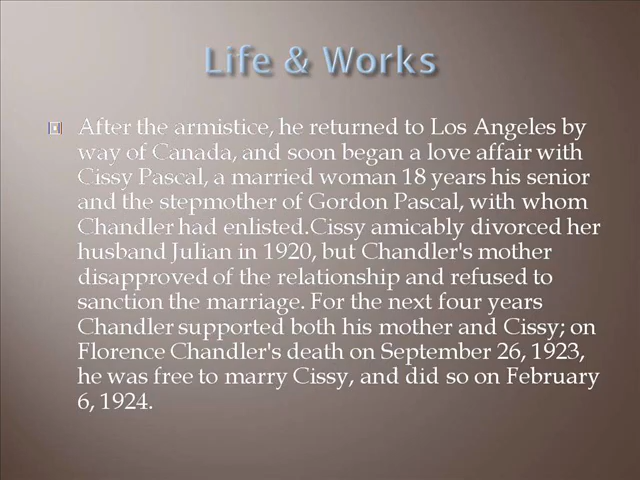 Life & Works
After the armistice, he returned to Los Angeles by
way of Canada, and soon began a love affair with
Cissy Pascal, a married woman 18 years his senior
and the stepmother of Gordon Pascal, with whom
Chandler had enlisted.Cissy amicably divorced her
husband Julian in 1920, but Chandler's mother
disapproved of the relationship and refused to
sanction the marriage. For the next four years
Chandler supported both his mother and Cissy; on
Florence Chandler's death on September 26, 1923,
he was free to marry Cissy, and did so on February
6, 1924.